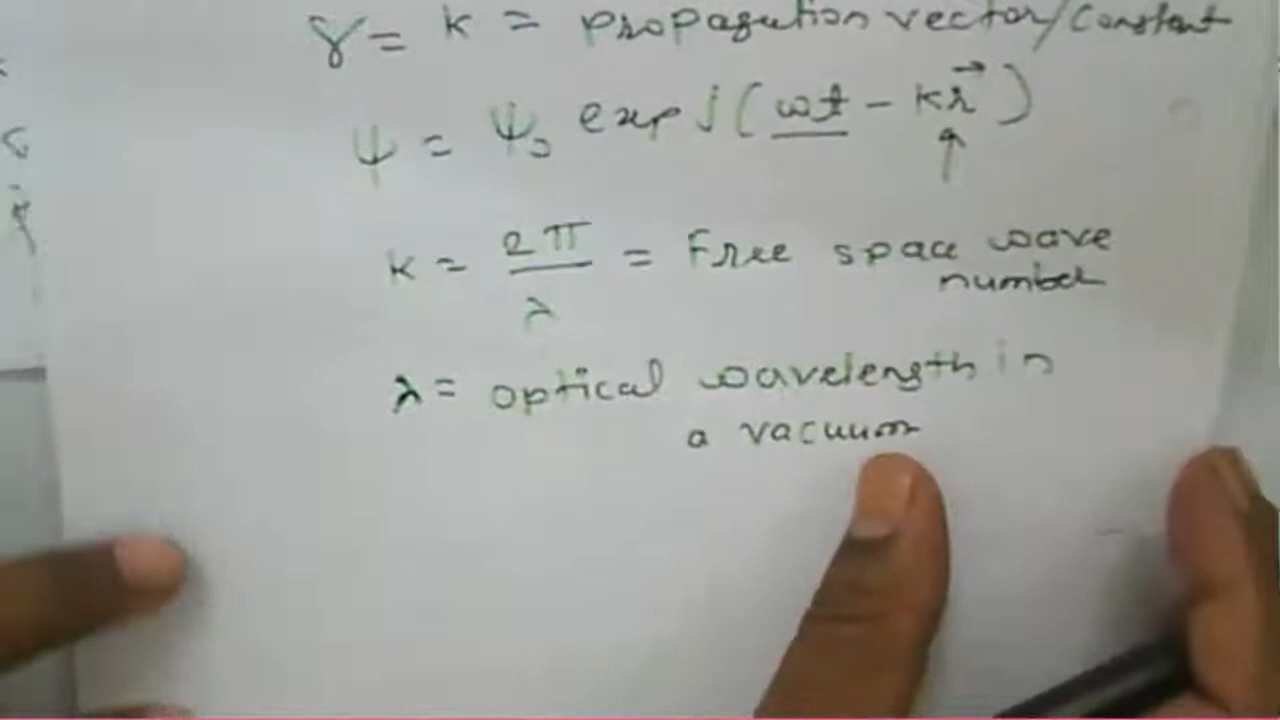 γ = k = propagation vector/constant
ψ = ψ₀ exp j(ωt - kr⃗)
k = 2π/λ = Free space wave
number
λ = optical wavelength in
a vacuum